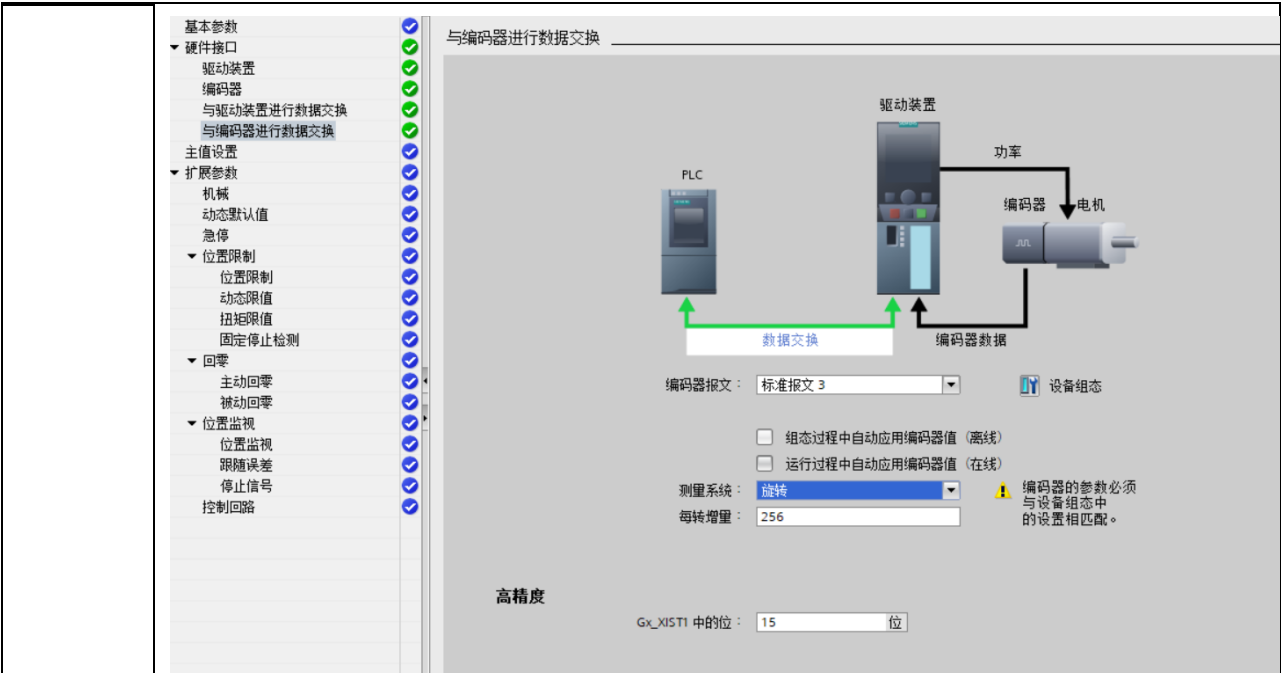 基本参数
硬件接口
驱动装置
编码器
与驱动装置进行数据交换
与编码器进行数据交换
主值设置
扩展参数
机械
动态默认值
急停
位置限制
位置限制
动态限值
扭矩限值
固定停止检测
回零
主动回零
被动回零
位置监视
位置监视
跟随误差
停止信号
控制回路
与编码器进行数据交换
驱动装置
功率
PLC
编码器
电机
数据交换
编码器数据
编码器报文：
标准报文 3
设备组态
组态过程中自动应用编码器值（离线）
运行过程中自动应用编码器值（在线）
测量系统：
旋转
编码器的参数必须
与设备组态中
的设置相匹配。
每转增量：
256
高精度
Gx_XIST1 中的位：
15
位